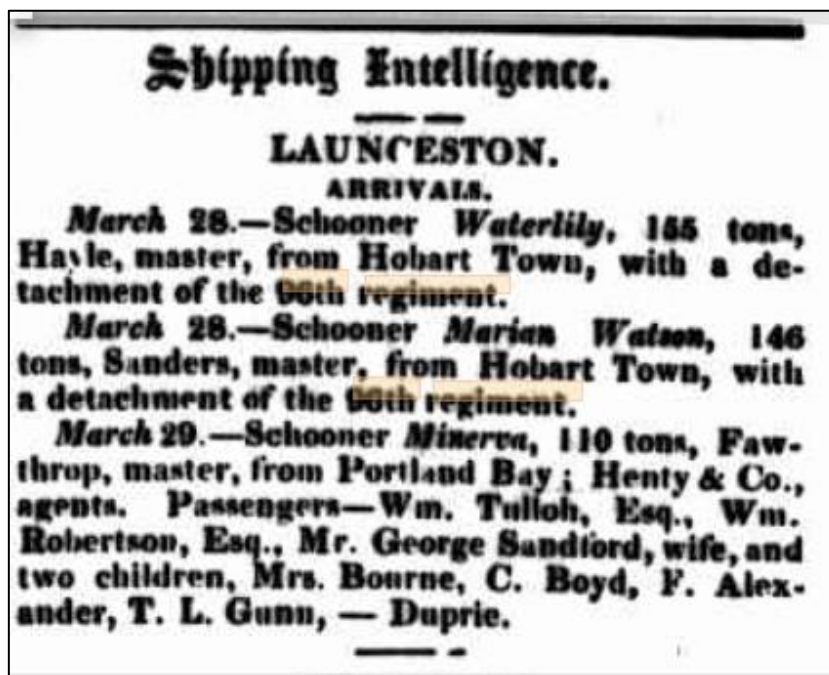 Shipping Intelligence.
LAUNCESTON.
ARRIVALS.
March 28.—Schooner Waterlily, 155 tons,
Hayle, master, from Hobart Town, with a de-
tachment of the 96th regiment.
March 28.—Schooner Marian Watson, 146
tons, Sanders, master, from Hobart Town, with
a detachment of the 96th regiment.
March 29.—Schooner Minerva, 110 tons, Faw-
throp, master, from Portland Bay; Henty & Co.,
agents. Passengers—Wm. Tulloh, Esq., Wm.
Robertson, Esq., Mr. George Sandford, wife, and
two children, Mrs. Bourne, C. Boyd, F. Alex-
ander, T. L. Gunn, — Duprie.